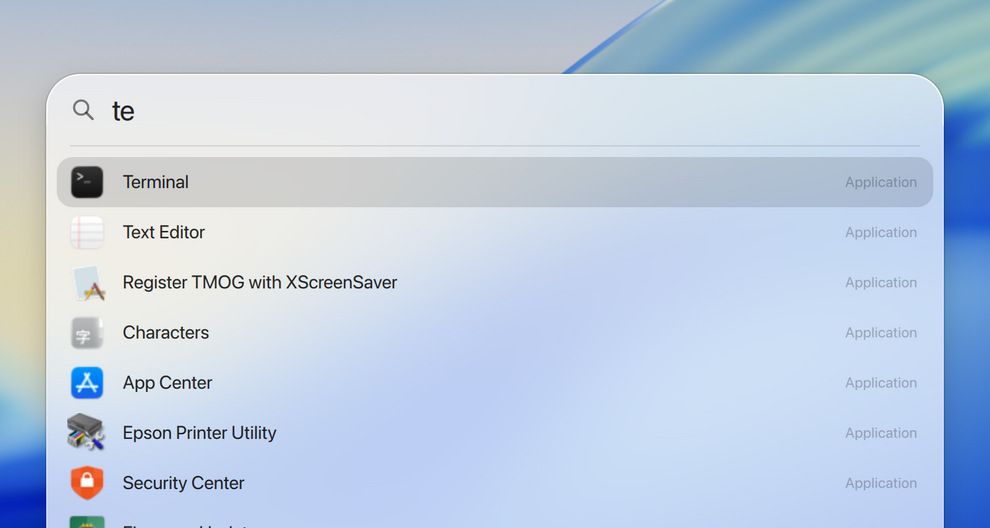 te
Terminal Application
Text Editor Application
Register TMOG with XScreenSaver Application
字
Characters Application
App Center Application
Epson Printer Utility Application
Security Center Application